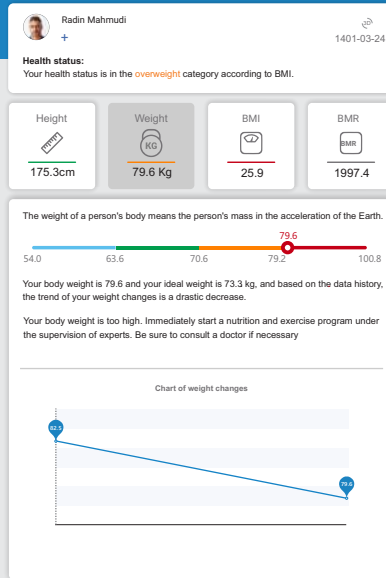 Radin Mahmudi
+
1401-03-24
Health status:
Your health status is in the overweight category according to BMI.
Height
Weight
BMI
BMR
KG
BMR
175.3cm
79.6 Kg
25.9
1997.4
The weight of a person's body means the person's mass in the acceleration of the Earth.
79.6
54.0
63.6
70.6
79.2
100.8
Your body weight is 79.6 and your ideal weight is 73.3 kg, and based on the data history,
the trend of your weight changes is a drastic decrease.
Your body weight is too high. Immediately start a nutrition and exercise program under
the supervision of experts. Be sure to consult a doctor if necessary
Chart of weight changes
82.5
79.6